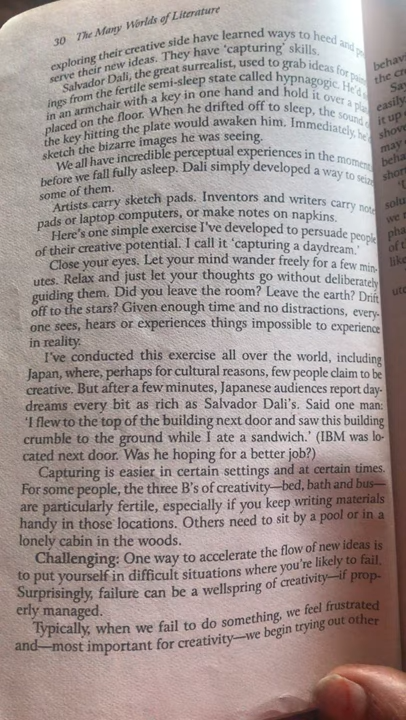 30 The Many Worlds of Literature
exploring their creative side have learned ways to heed and
serve their new ideas. They have ‘capturing’ skills.
Salvador Dali, the great surrealist, used to grab ideas for
ings from the fertile semi-sleep state called hypnagogic. He'd
in an armchair with a key in one hand and hold it over a
placed on the floor. When he drifted off to sleep, the sound
the key hitting the plate would awaken him. Immediately, he'd
sketch the bizarre images he was seeing.
We all have incredible perceptual experiences in the
before we fall fully asleep. Dali simply developed a way to
some of them.
Artists carry sketch pads. Inventors and writers carry
pads or laptop computers, or make notes on napkins.
Here's one simple exercise I've developed to persuade people
of their creative potential. I call it ‘capturing a daydream.’
Close your eyes. Let your mind wander freely for a few min-
utes. Relax and just let your thoughts go without deliberately
guiding them. Did you leave the room? Leave the earth? Drift
off to the stars? Given enough time and no distractions, every-
one sees, hears or experiences things impossible to experience
in reality.
I've conducted this exercise all over the world, including
Japan, where, perhaps for cultural reasons, few people claim to be
creative. But after a few minutes, Japanese audiences report day-
dreams every bit as rich as Salvador Dali's. Said one man:
‘I flew to the top of the building next door and saw this building
crumble to the ground while I ate a sandwich.’ (IBM was lo-
cated next door. Was he hoping for a better job?)
Capturing is easier in certain settings and at certain times.
For some people, the three B's of creativity—bed, bath and bus—
are particularly fertile, especially if you keep writing materials
handy in those locations. Others need to sit by a pool or in a
lonely cabin in the woods.
Challenging: One way to accelerate the flow of new ideas is
to put yourself in difficult situations where you're likely to fail.
Surprisingly, failure can be a wellspring of creativity—if prop-
erly managed.
Typically, when we fail to do something, we feel frustrated
and—most important for creativity—we begin trying out other